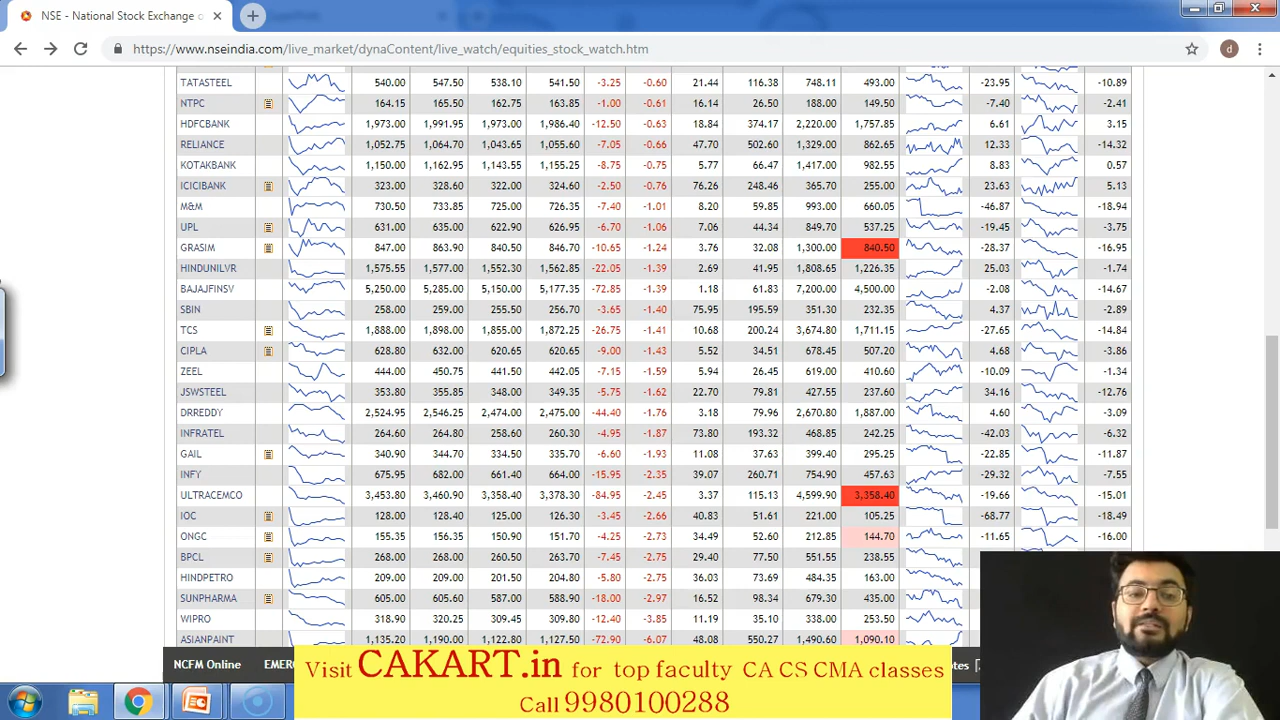 NSE - National Stock Exchange o
https://www.nseindia.com/live_market/dynaContent/live_watch/equities_stock_watch.htm
d
TATASTEEL 540.00 547.50 538.10 541.50 -3.25 -0.60 21.44 116.38 748.11 493.00 -23.95 -10.89
NTPC 164.15 165.50 162.75 163.85 -1.00 -0.61 16.14 26.50 188.00 149.50 -7.40 -2.41
HDFCBANK 1,973.00 1,991.95 1,973.00 1,986.40 -12.50 -0.63 18.84 374.17 2,220.00 1,757.85 6.61 3.15
RELIANCE 1,052.75 1,064.70 1,043.65 1,055.60 -7.05 -0.66 47.70 502.60 1,329.00 862.65 12.33 -14.32
KOTAKBANK 1,150.00 1,162.95 1,143.55 1,155.25 -8.75 -0.75 5.77 66.47 1,417.00 982.55 8.83 0.57
ICICIBANK 323.00 328.60 322.00 324.60 -2.50 -0.76 76.26 248.46 365.70 255.00 23.63 5.13
M&M 730.50 733.85 725.00 726.35 -7.40 -1.01 8.20 59.85 993.00 660.05 -46.87 -18.94
UPL 631.00 635.00 622.90 626.95 -6.70 -1.06 7.06 44.34 849.70 537.25 -19.45 -3.75
GRASIM 847.00 863.90 840.50 846.70 -10.65 -1.24 3.76 32.08 1,300.00 840.50 -28.37 -16.95
HINDUNILVR 1,575.55 1,577.00 1,552.30 1,562.85 -22.05 -1.39 2.69 41.95 1,808.65 1,226.35 25.03 -1.74
BAJAJFINSV 5,250.00 5,285.00 5,150.00 5,177.35 -72.85 -1.39 1.18 61.83 7,200.00 4,500.00 -2.08 -14.67
SBIN 258.00 259.00 255.50 256.70 -3.65 -1.40 75.95 195.59 351.30 232.35 4.37 -2.89
TCS 1,888.00 1,898.00 1,855.00 1,872.25 -26.75 -1.41 10.68 200.24 3,674.80 1,711.15 -27.65 -14.84
CIPLA 628.80 632.00 620.65 620.65 -9.00 -1.43 5.52 34.51 678.45 507.20 4.68 -3.86
ZEEL 444.00 450.75 441.50 442.05 -7.15 -1.59 5.94 26.45 619.00 410.60 -10.09 -1.34
JSWSTEEL 353.80 355.85 348.00 349.35 -5.75 -1.62 22.70 79.81 427.55 237.60 34.16 -12.76
DRREDDY 2,524.95 2,546.25 2,474.00 2,475.00 -44.40 -1.76 3.18 79.96 2,670.80 1,887.00 4.60 -3.09
INFRATEL 264.60 264.80 258.60 260.30 -4.95 -1.87 73.80 193.32 468.85 242.25 -42.03 -6.32
GAIL 340.90 344.70 334.50 335.70 -6.60 -1.93 11.08 37.63 399.40 295.25 -22.85 -11.87
INFY 675.95 682.00 661.40 664.00 -15.95 -2.35 39.07 260.71 754.90 457.63 -29.32 -7.55
ULTRACEMCO 3,453.80 3,460.90 3,358.40 3,378.30 -84.95 -2.45 3.37 115.13 4,599.90 3,358.40 -19.66 -15.01
IOC 128.00 128.40 125.00 126.30 -3.45 -2.66 40.83 51.61 221.00 105.25 -68.77 -18.49
ONGC 155.35 156.35 150.90 151.70 -4.25 -2.73 34.49 52.60 212.85 144.70 -11.65 -16.00
BPCL 268.00 268.00 260.50 263.70 -7.45 -2.75 29.40 77.50 551.55 238.55
HINDPETRO 209.00 209.00 201.50 204.80 -5.80 -2.75 36.03 73.69 484.35 163.00
SUNPHARMA 605.00 605.60 587.00 588.90 -18.00 -2.97 16.52 98.34 679.30 435.00
WIPRO 318.90 320.25 309.45 309.80 -12.40 -3.85 11.19 35.10 338.00 253.50
ASIANPAINT 1,135.20 1,190.00 1,122.80 1,127.50 -72.90 -6.07 48.08 550.27 1,490.60 1,090.10
NCFM Online EMERG otes
Visit CAKART.in for top faculty CA CS CMA classes
Call 9980100288